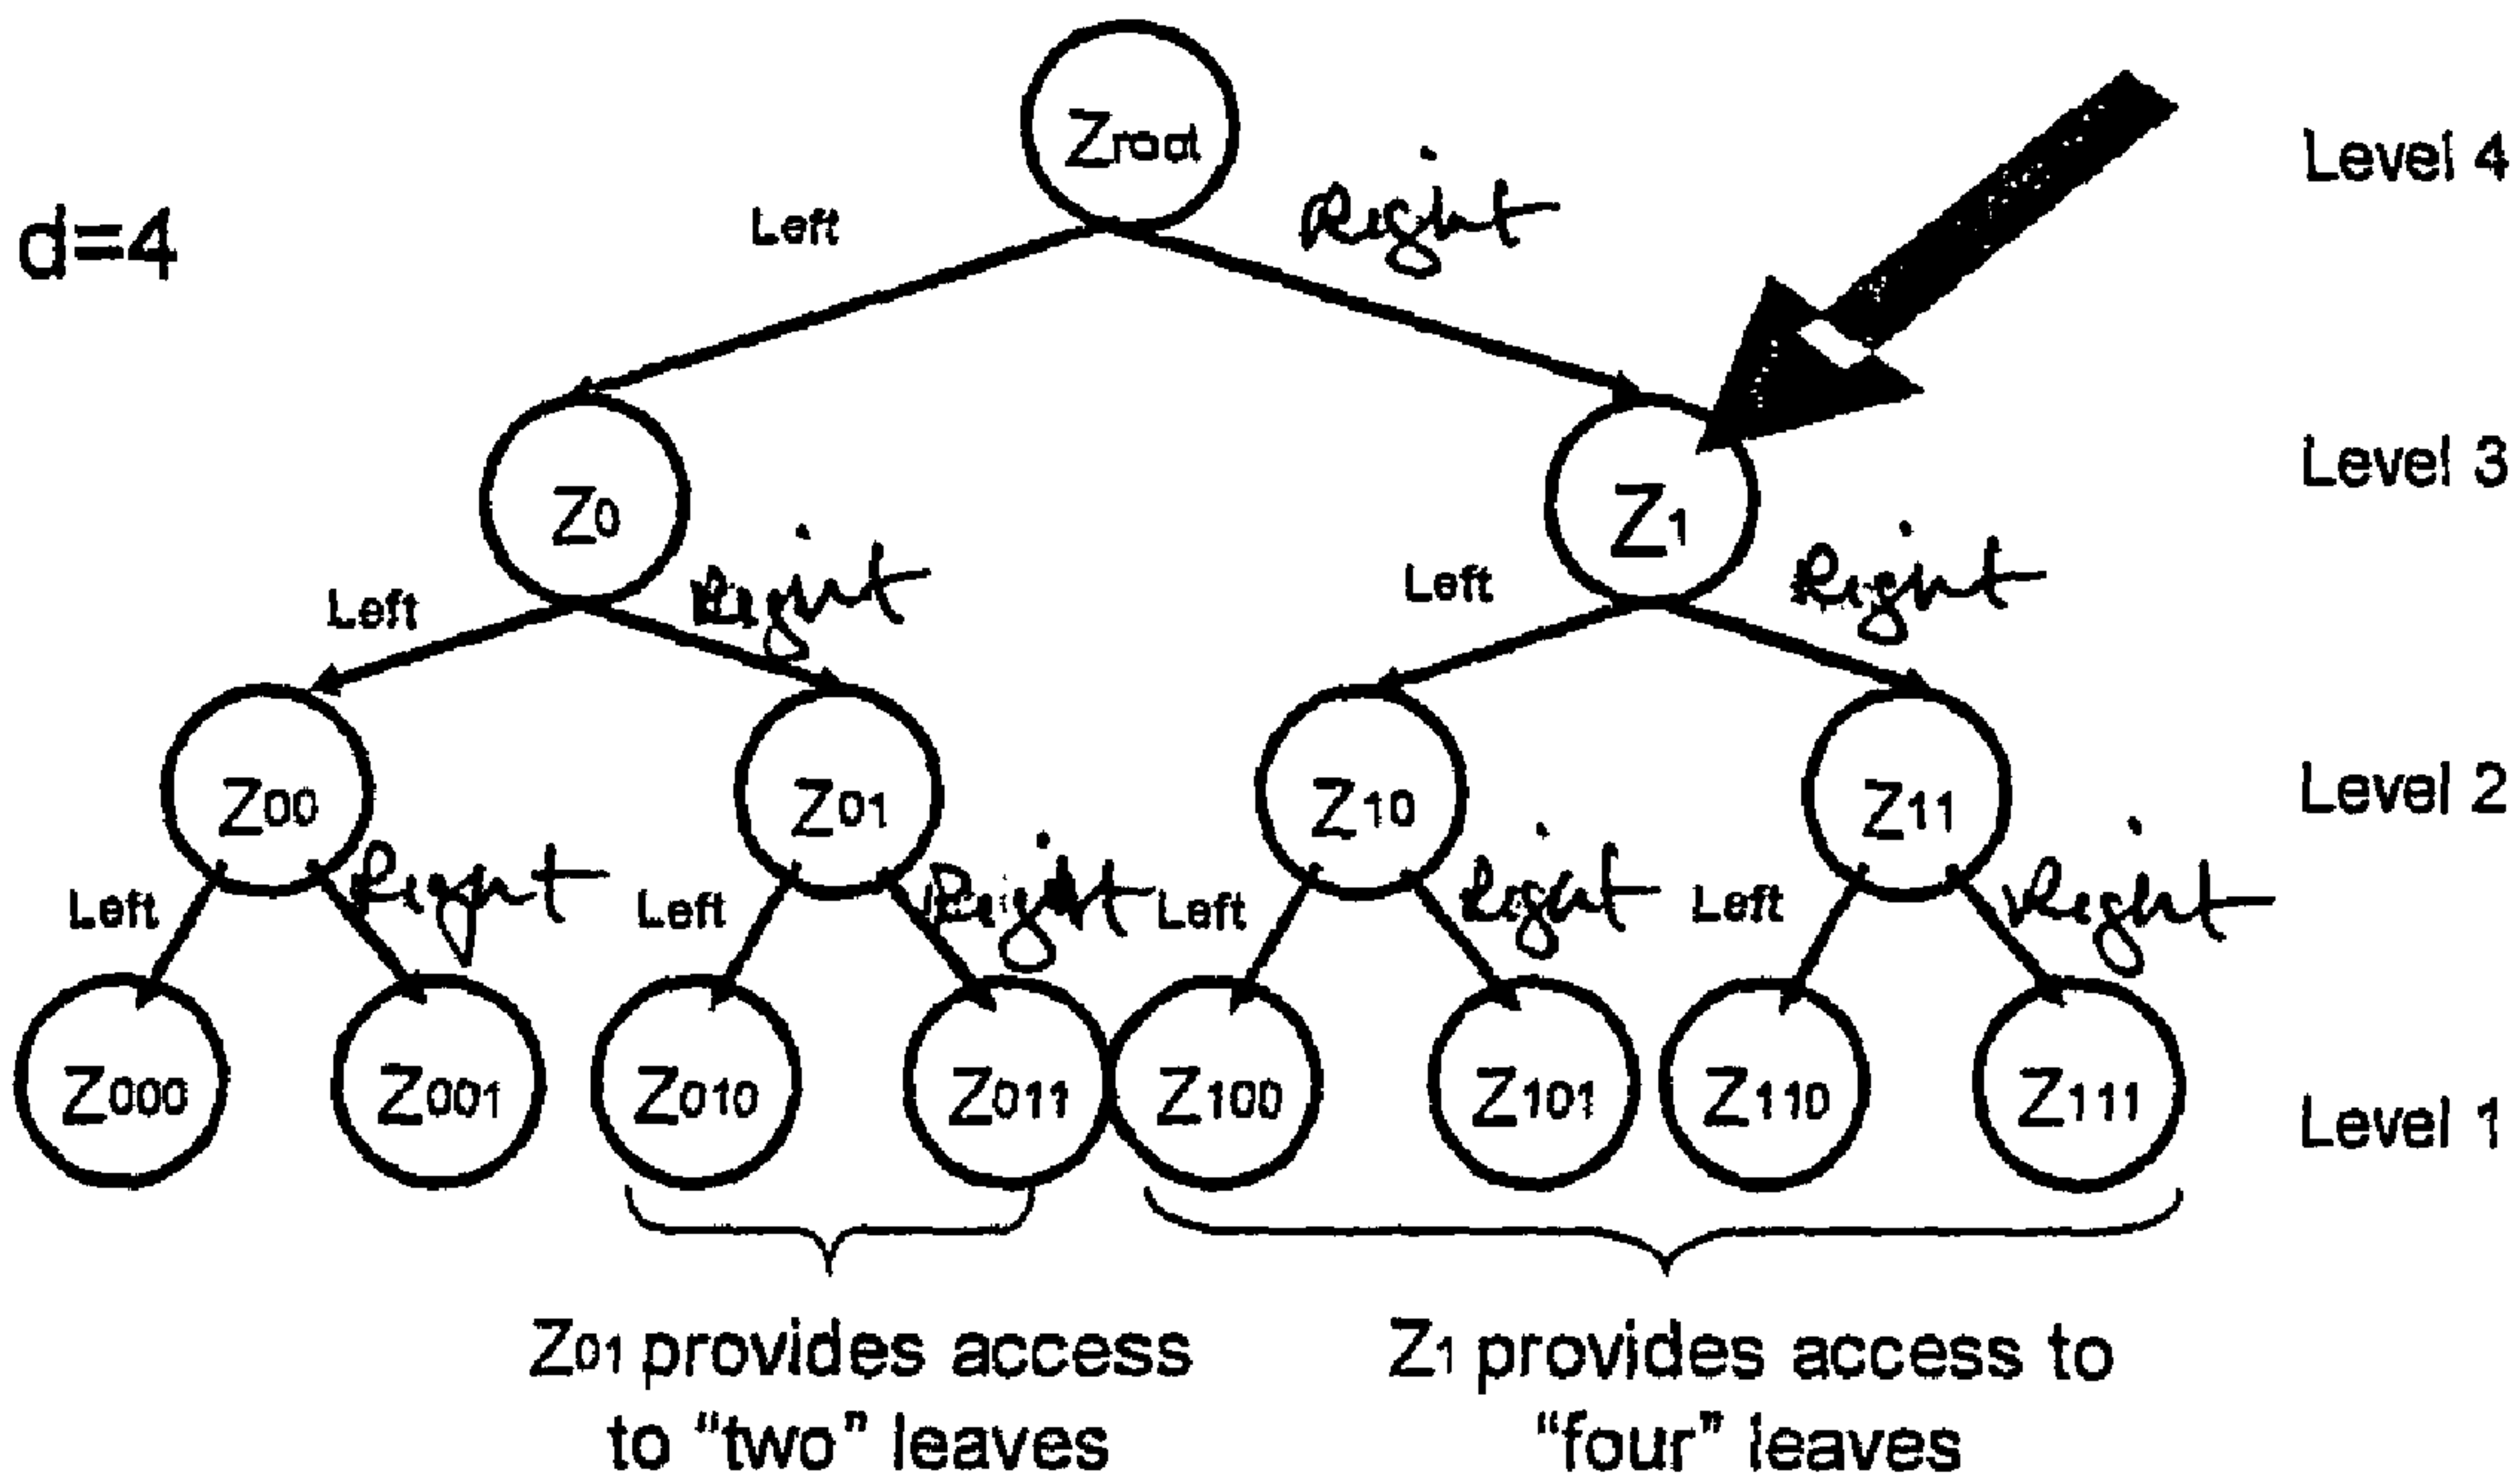 Zroot
Level 4
Left
Right
d=4
Level 3
Z0
Z1
Left
Right
Left
Right
Z00
Z01
Z10
Z11
Level 2
Left
Right
Left
Right
Left
Right
Left
Right
Z000
Z001
Z010
Z011
Z100
Z101
Z110
Z111
Level 1
Z01 provides access
to “two” leaves
Z1 provides access to
“four” leaves